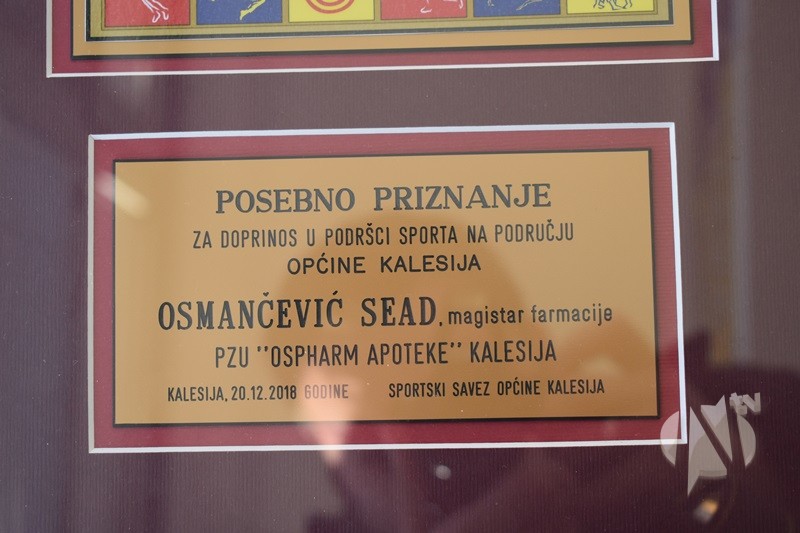 POSEBNO PRIZNANJE
ZA DOPRINOS U PODRŠCI SPORTA NA PODRUČJU
OPĆINE KALESIJA
OSMANČEVIĆ SEAD, magistar farmacije
PZU "OSPHARM APOTEKE" KALESIJA
KALESIJA, 20.12.2018 GODINE SPORTSKI SAVEZ OPĆINE KALESIJA